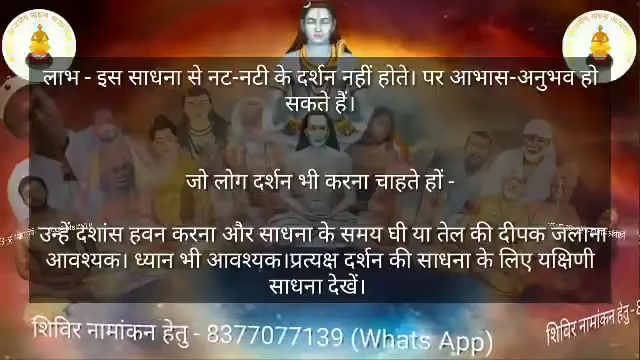 लाभ - इस साधना से नट-नटी के दर्शन नहीं होते। पर आभास-अनुभव हो
सकते हैं।
जो लोग दर्शन भी करना चाहते हों -
उन्हें दशांस हवन करना और साधना के समय घी या तेल की दीपक जलाना
आवश्यक। ध्यान भी आवश्यक।प्रत्यक्ष दर्शन की साधना के लिए यक्षिणी
साधना देखें।
शिविर नामांकन हेतु - 8377077139 (Whats App)
शिविर नामांकन हेतु - 8